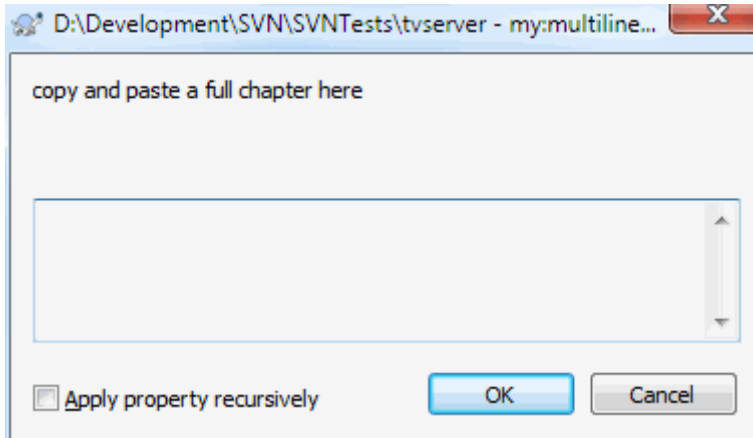 D:\Development\SVN\SVNTests\tvserver - my:multiline...
copy and paste a full chapter here
Apply property recursively
OK
Cancel